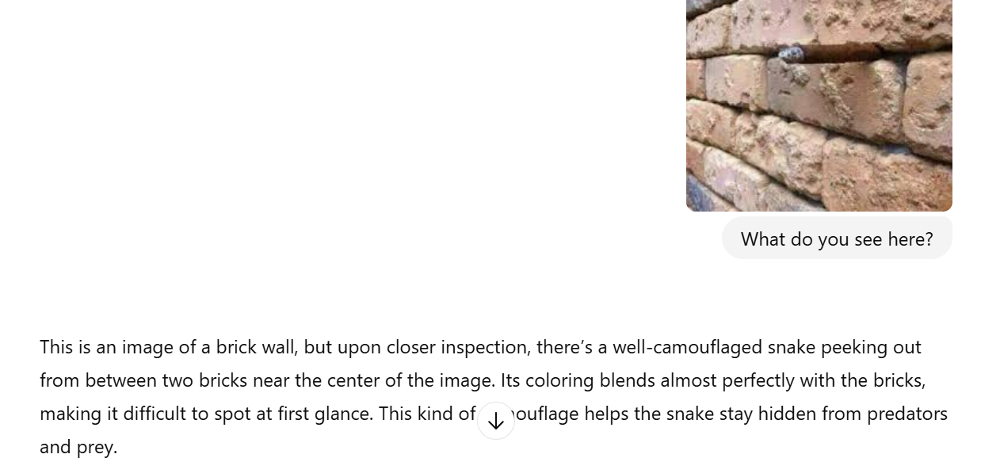 What do you see here?
This is an image of a brick wall, but upon closer inspection, there's a well-camouflaged snake peeking out
from between two bricks near the center of the image. Its coloring blends almost perfectly with the bricks,
making it difficult to spot at first glance. This kind of ouflage helps the snake stay hidden from predators
and prey.